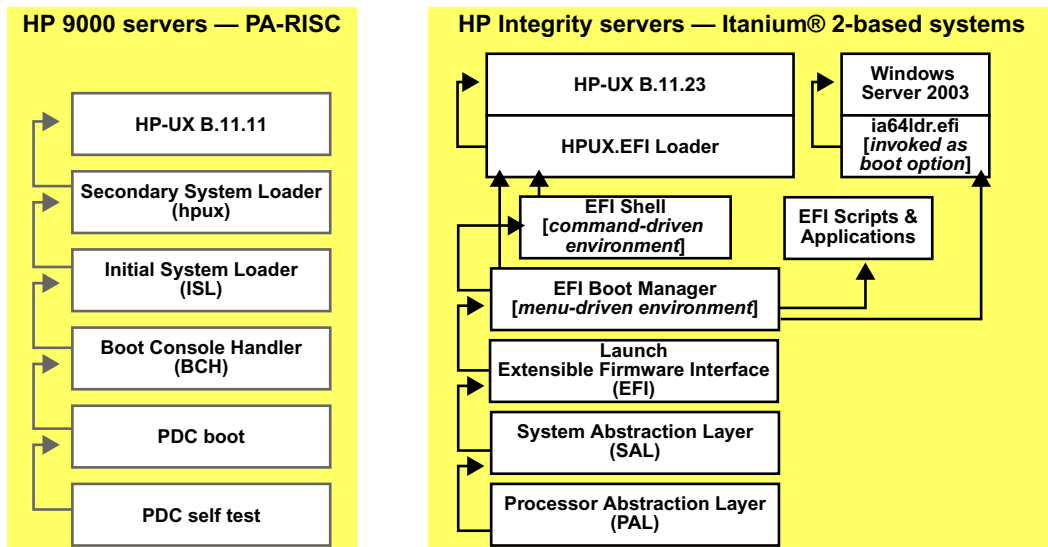 HP 9000 servers — PA-RISC
HP-UX B.11.11
Secondary System Loader
(hpux)
Initial System Loader
(ISL)
Boot Console Handler
(BCH)
PDC boot
PDC self test
HP Integrity servers — Itanium® 2-based systems
HP-UX B.11.23
HPUX.EFI Loader
Windows
Server 2003
ia64ldr.efi
[invoked as
boot option]
EFI Shell
[command-driven
environment]
EFI Scripts &
Applications
EFI Boot Manager
[menu-driven environment]
Launch
Extensible Firmware Interface
(EFI)
System Abstraction Layer
(SAL)
Processor Abstraction Layer
(PAL)